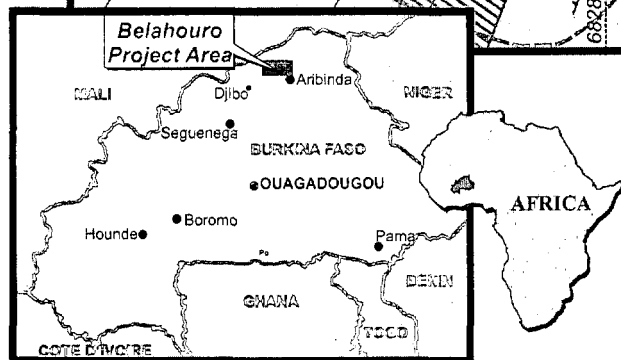 Belahouro
Project Area
6828
MALI
Djibo
Aribinda
NIGER
Seguenega
BURKINA FASO
OUAGADOUGOU
AFRICA
Hounde
Boromo
Pama
Po
BENIN
GHANA
TOGO
COTE D'IVOIRE